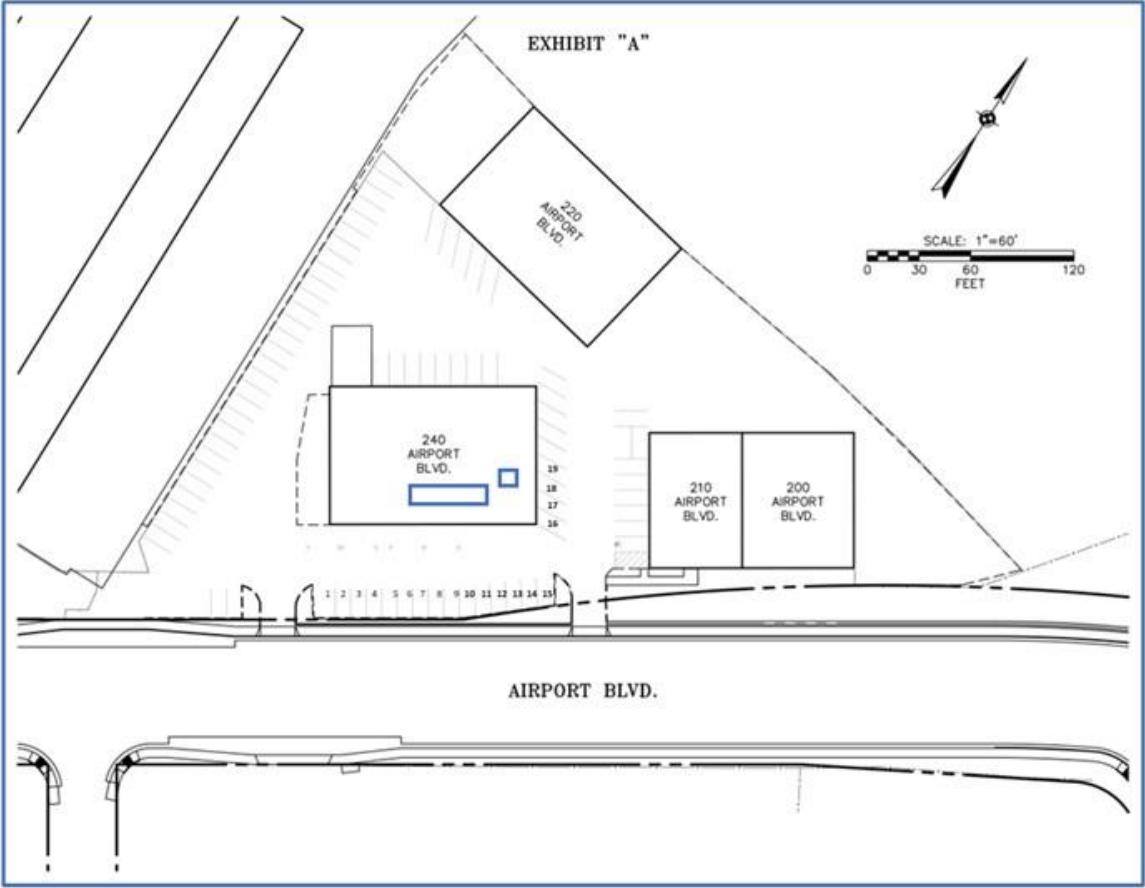 EXHIBIT "A"
220
AIRPORT
BLVD.
SCALE: 1"=60'
0 30 60 120
FEET
240
AIRPORT
BLVD.
19
18
17
16
210
AIRPORT
BLVD.
200
AIRPORT
BLVD.
1 2 3 4 5 6 7 8 9 10 11 12 13 14 15
AIRPORT BLVD.